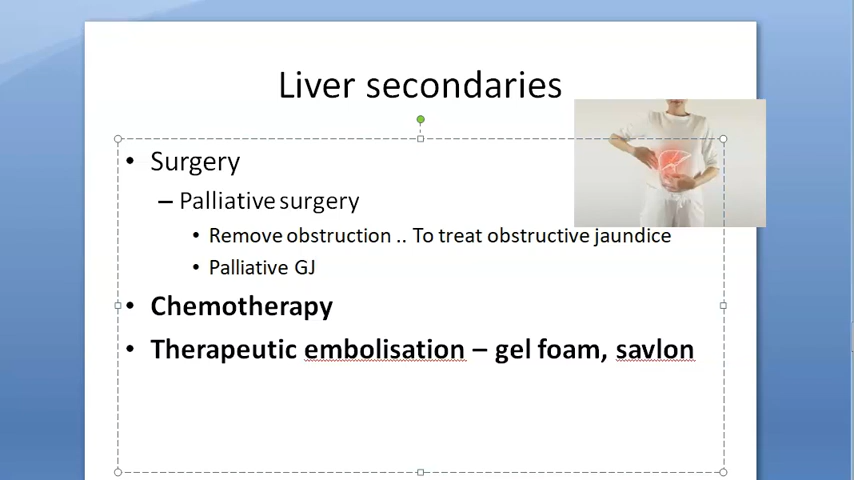 Liver secondaries
• Surgery
– Palliative surgery
• Remove obstruction .. To treat obstructive jaundice
• Palliative GJ
• Chemotherapy
• Therapeutic embolisation – gel foam, savlon